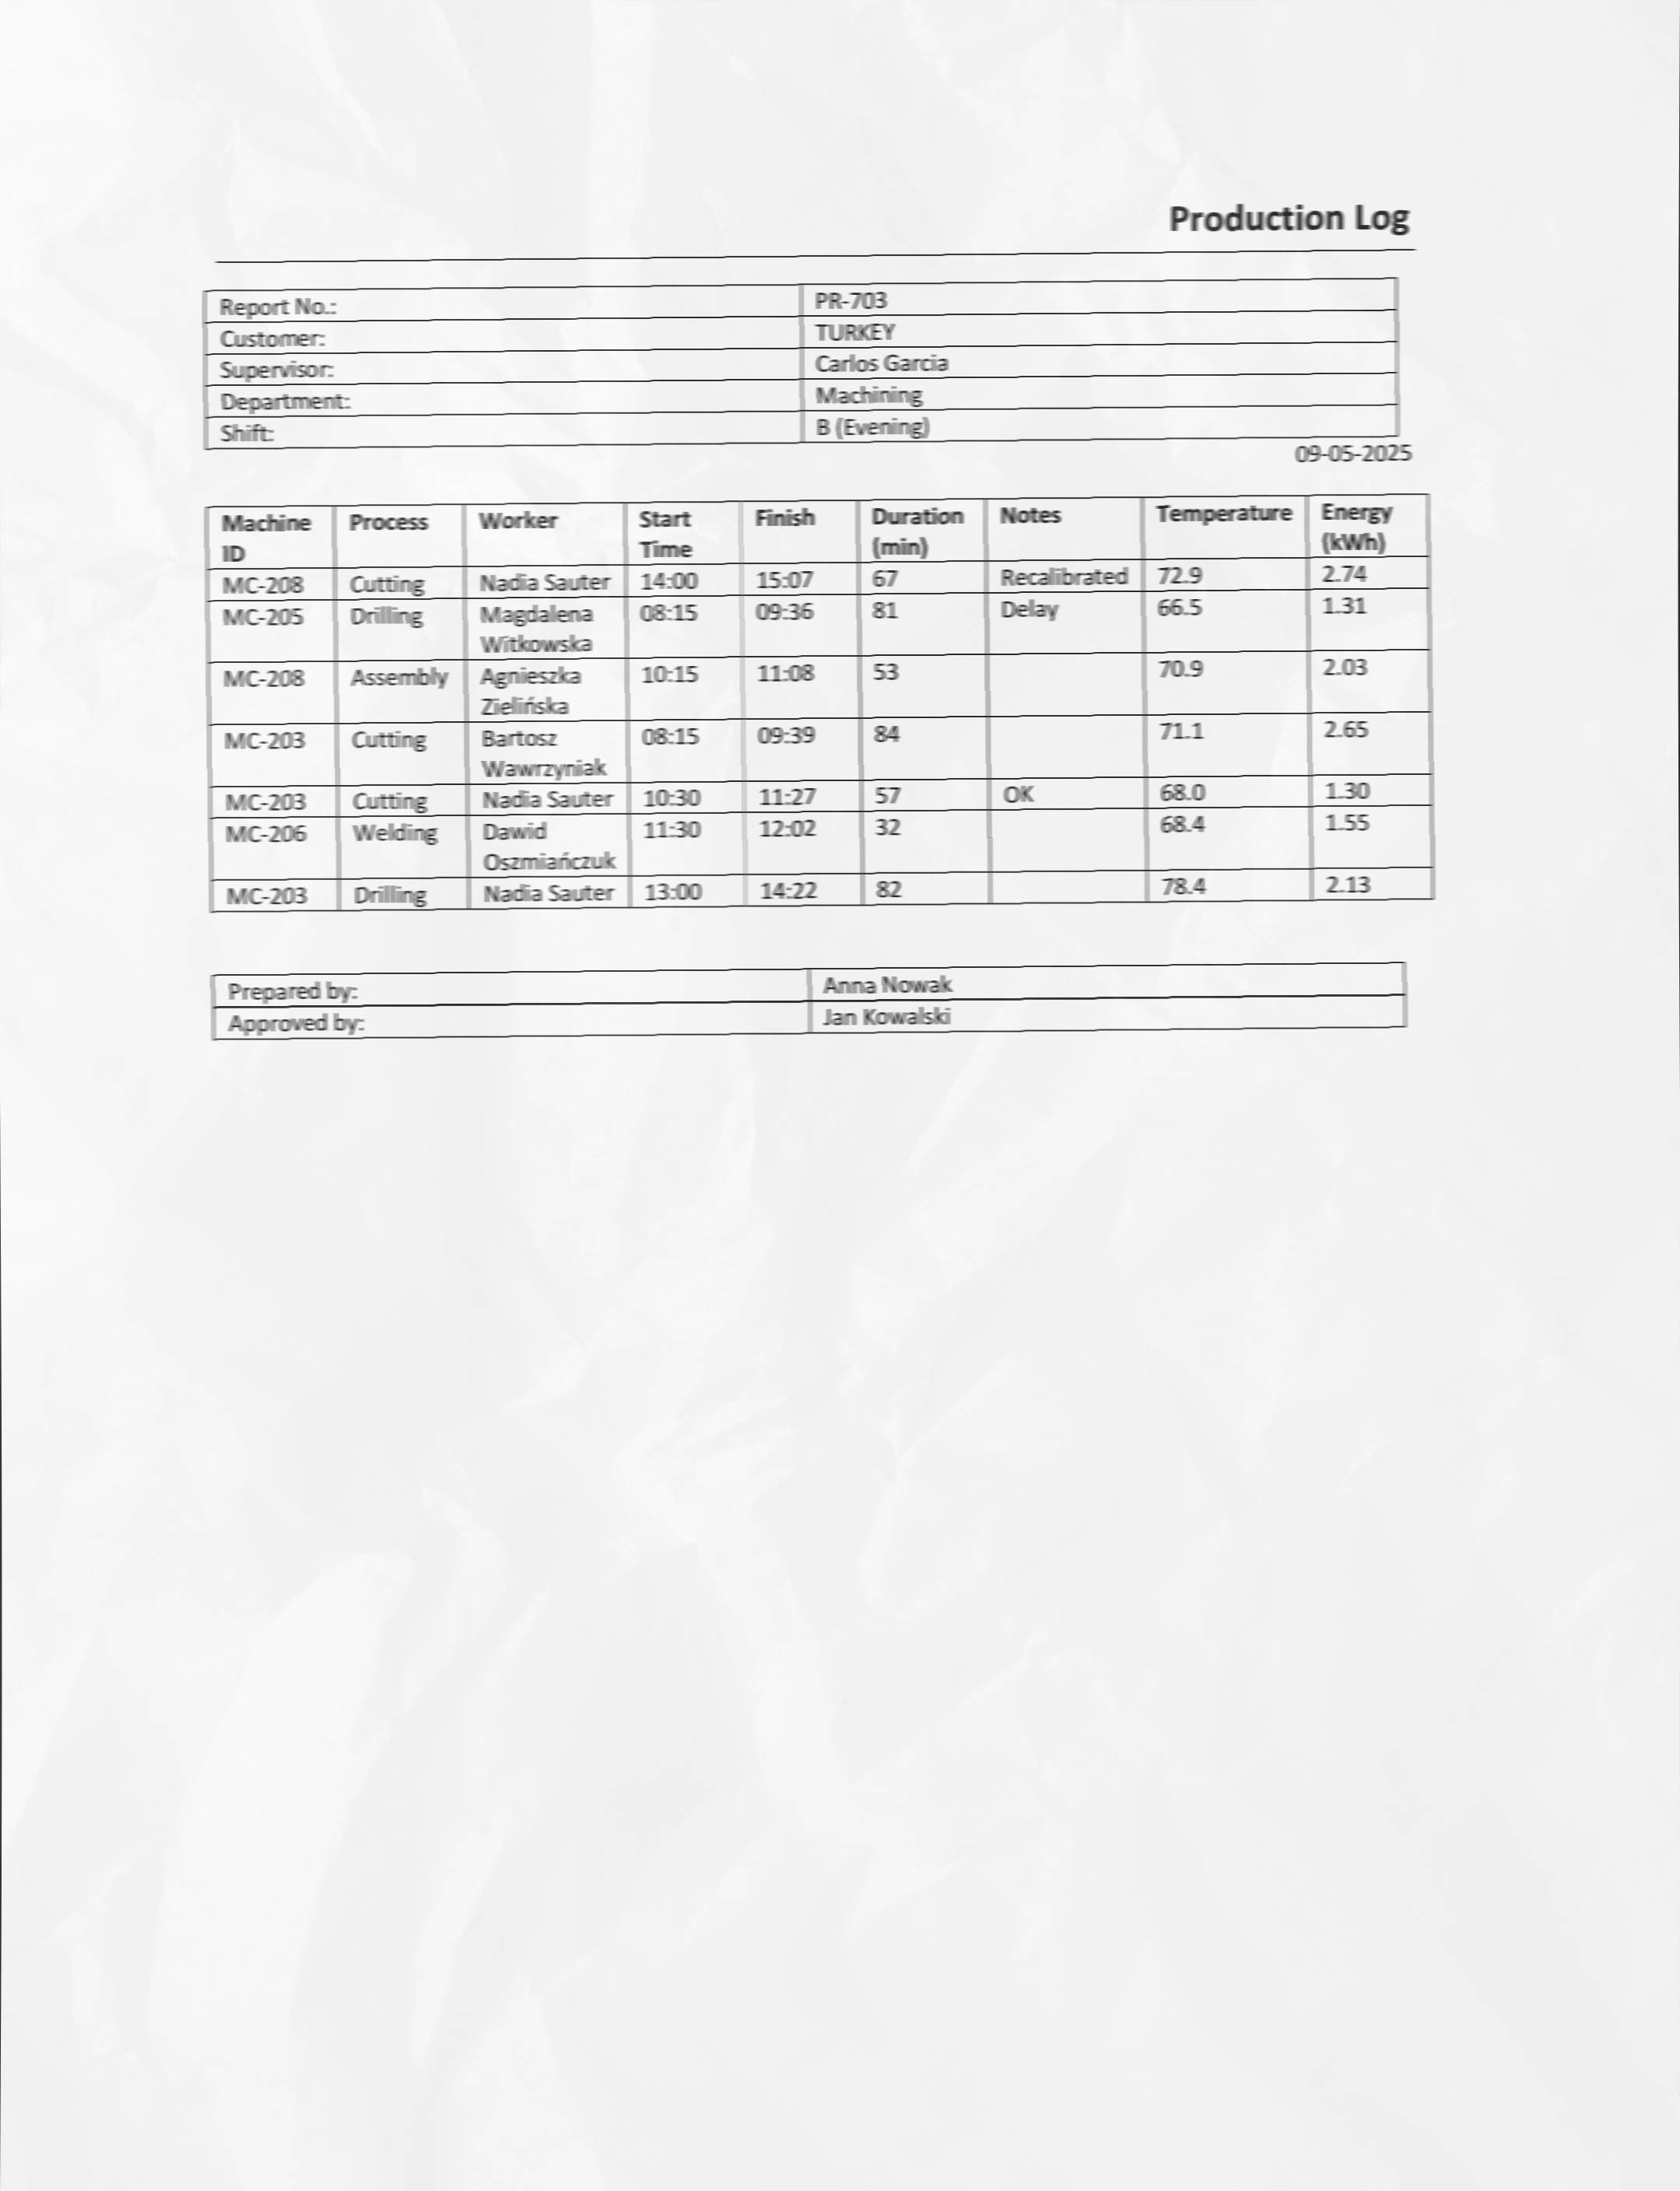 Production Log
Report No.: PR-703
Customer: TURKEY
Supervisor: Carlos Garcia
Department: Machining
Shift: B (Evening)
09-05-2025
Machine ID Process Worker Start Time Finish Duration (min) Notes Temperature Energy (kWh)
MC-208 Cutting Nadia Sauter 14:00 15:07 67 Recalibrated 72.9 2.74
MC-205 Drilling Magdalena Witkowska 08:15 09:36 81 Delay 66.5 1.31
MC-208 Assembly Agnieszka Zielińska 10:15 11:08 53 70.9 2.03
MC-203 Cutting Bartosz Wawrzyniak 08:15 09:39 84 71.1 2.65
MC-203 Cutting Nadia Sauter 10:30 11:27 57 OK 68.0 1.30
MC-206 Welding Dawid Oszmiańczuk 11:30 12:02 32 68.4 1.55
MC-203 Drilling Nadia Sauter 13:00 14:22 82 78.4 2.13
Prepared by: Anna Nowak
Approved by: Jan Kowalski